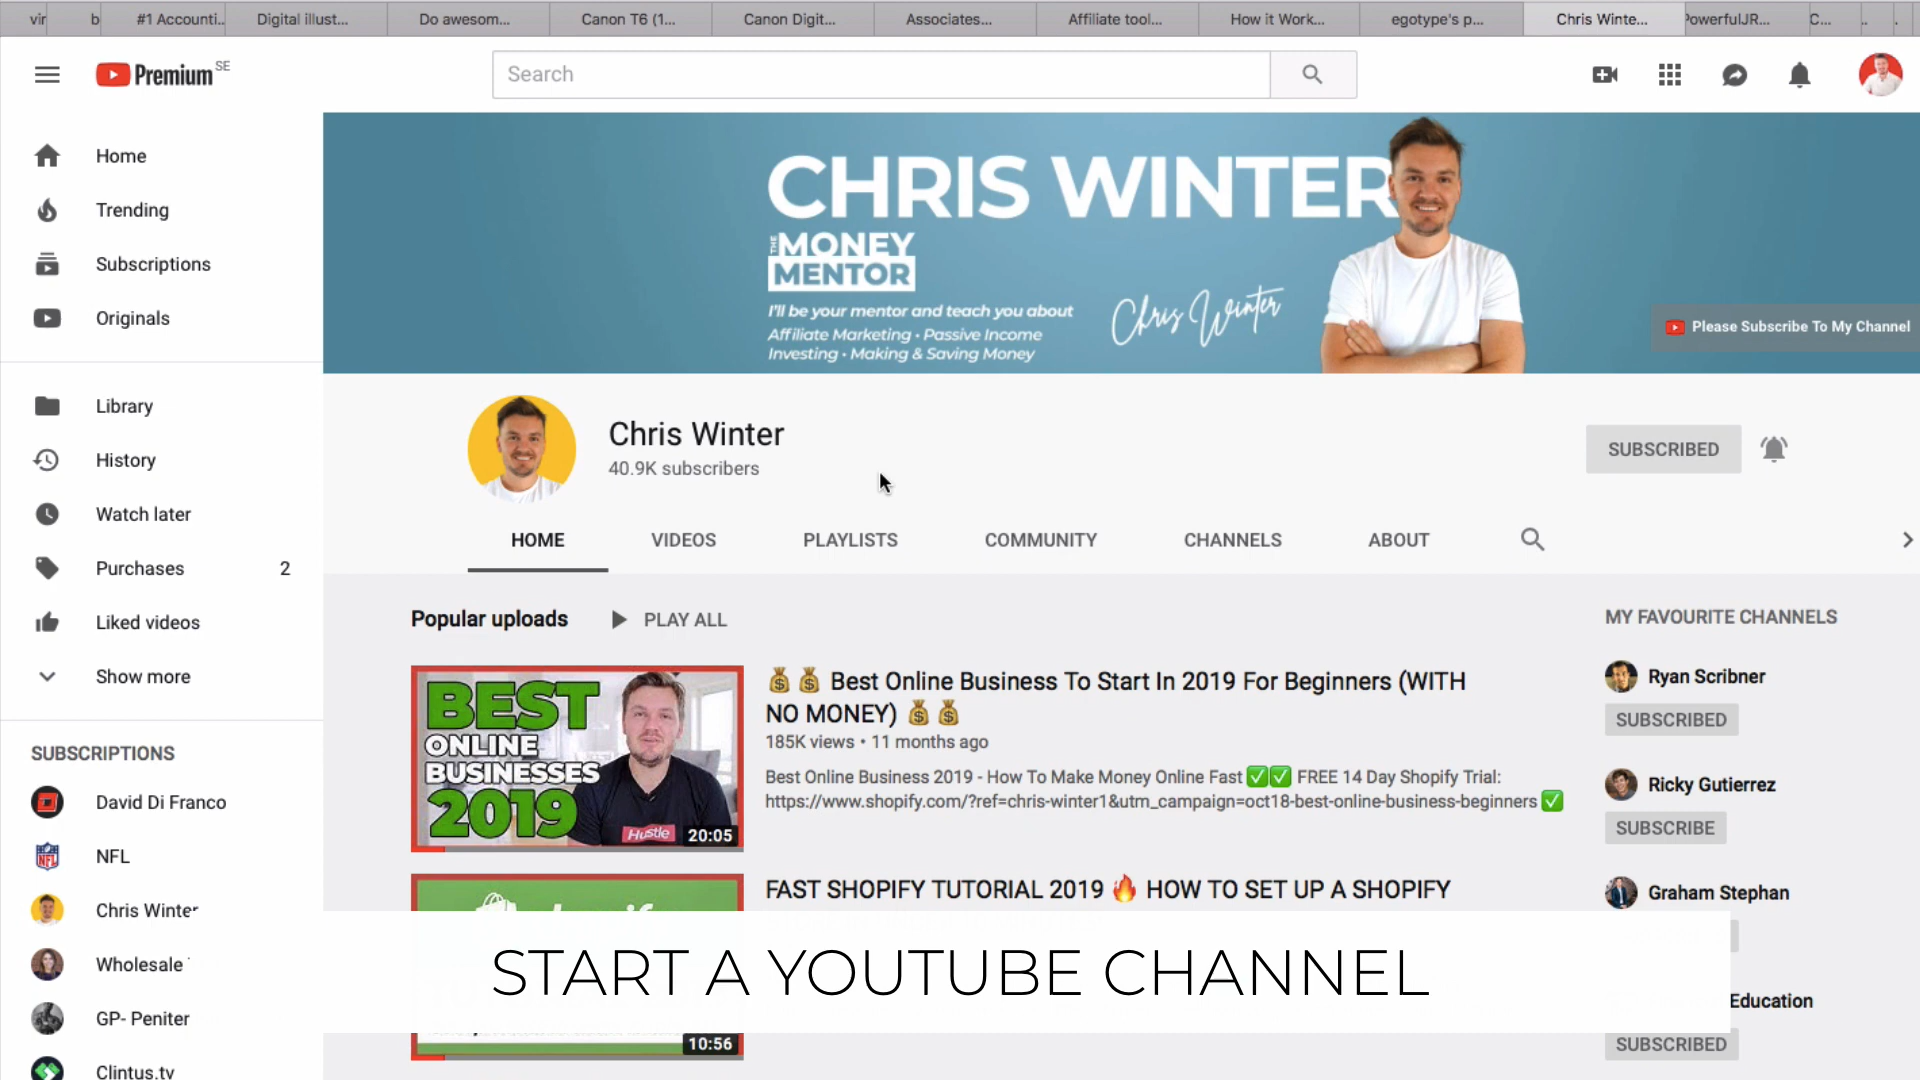 vir
b
#1 Accounti..
Digital illust...
Do awesom...
Canon T6 (1...
Canon Digit...
Associates...
Affiliate tool...
How it Work...
egotype's p...
Chris Winte...
PowerfulJR...
C...
Premium SE
Search
Home
Trending
Subscriptions
Originals
Library
History
Watch later
Purchases 2
Liked videos
Show more
SUBSCRIPTIONS
David Di Franco
NFL
Chris Winter
Wholesale
GP- Peniter
Clintus.tv
CHRIS WINTER
THE MONEY
MENTOR
I'll be your mentor and teach you about
Affiliate Marketing • Passive Income
Investing • Making & Saving Money
Chris Winter
Please Subscribe To My Channel
Chris Winter
40.9K subscribers
SUBSCRIBED
HOME VIDEOS PLAYLISTS COMMUNITY CHANNELS ABOUT
Popular uploads PLAY ALL
BEST
ONLINE
BUSINESSES
2019
Hustle
20:05
💰 💰 Best Online Business To Start In 2019 For Beginners (WITH
NO MONEY) 💰 💰
185K views • 11 months ago
Best Online Business 2019 - How To Make Money Online Fast ✅✅ FREE 14 Day Shopify Trial:
https://www.shopify.com/?ref=chris-winter1&utm_campaign=oct18-best-online-business-beginners ✅
FAST SHOPIFY TUTORIAL 2019 🔥 HOW TO SET UP A SHOPIFY
10:56
MY FAVOURITE CHANNELS
Ryan Scribner
SUBSCRIBED
Ricky Gutierrez
SUBSCRIBE
Graham Stephan
Education
SUBSCRIBED
START A YOUTUBE CHANNEL